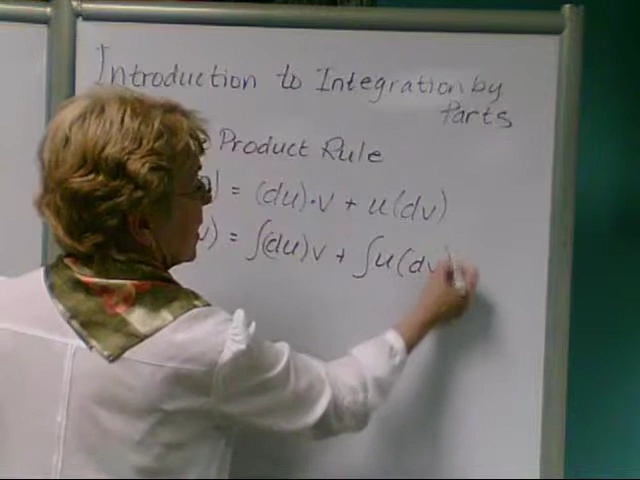 Introduction to Integration by
Parts
Product Rule
) = (du)·v + u(dv)
v) = ∫(du)v + ∫u(dv)